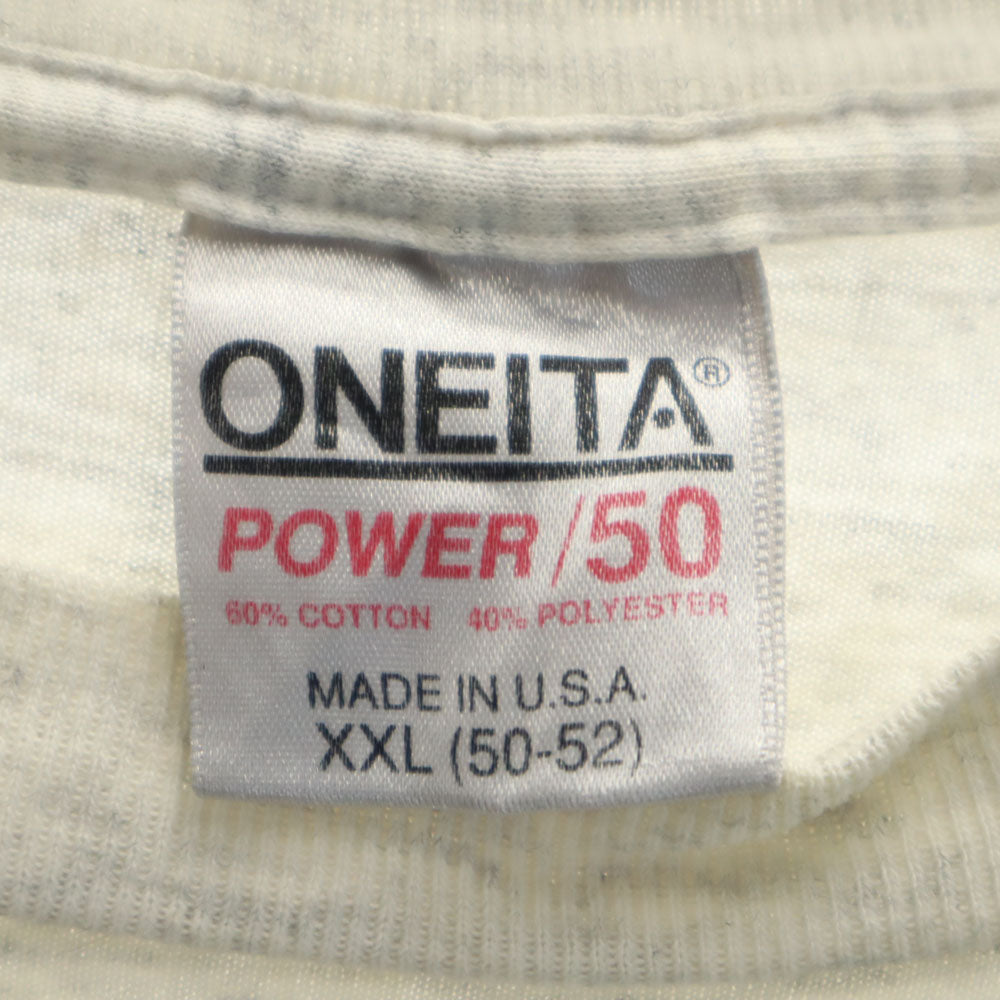 ONEITA®
POWER/50
60% COTTON 40% POLYESTER
MADE IN U.S.A.
XXL (50-52)